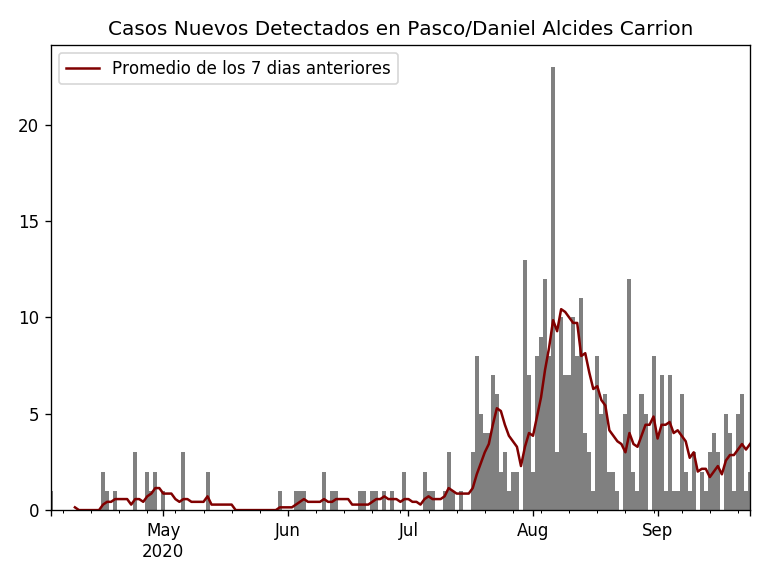 Casos Nuevos Detectados en Pasco/Daniel Alcides Carrion
Promedio de los 7 dias anteriores
20
15
10
5
0
May Jun Jul Aug Sep
2020